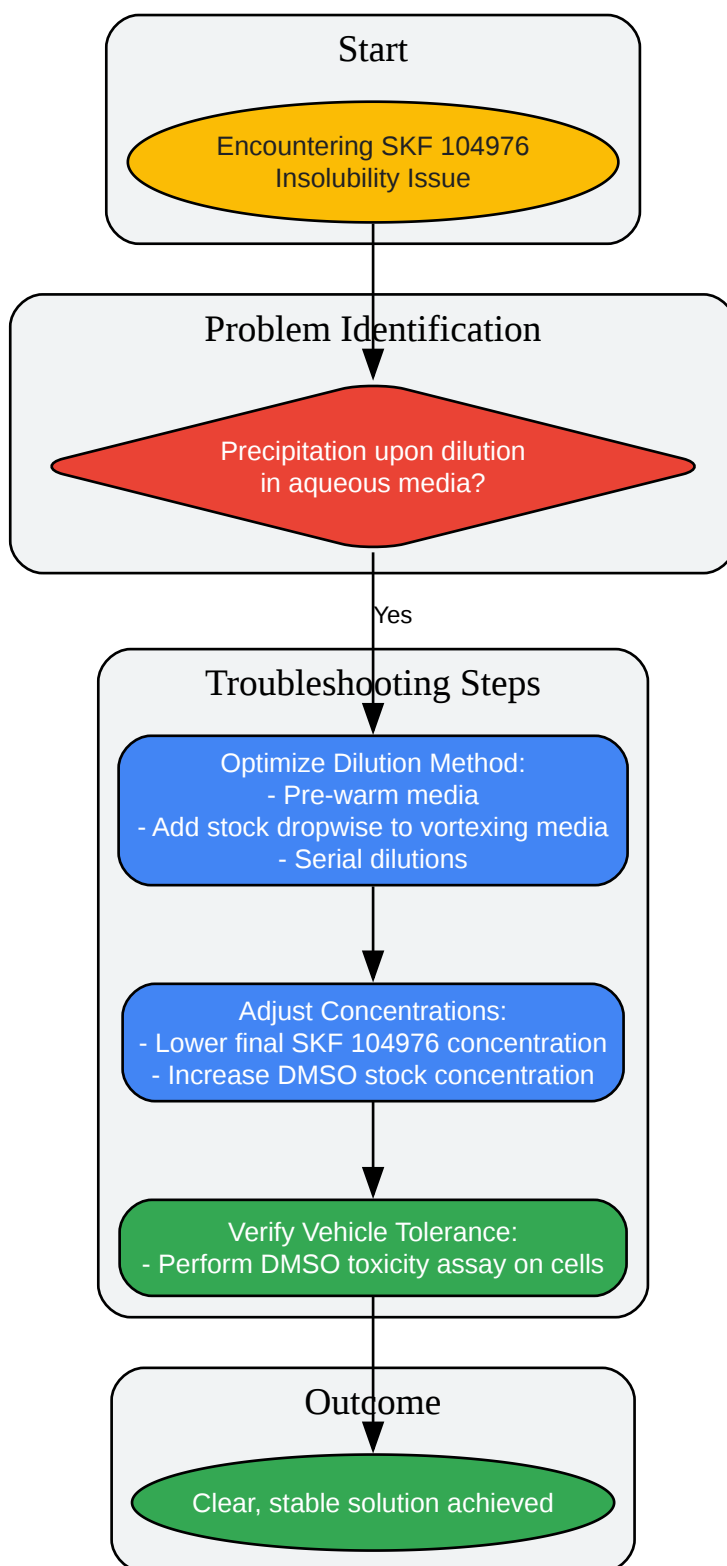 Start
Encountering SKF 104976
Insolubility Issue
Problem Identification
Precipitation upon dilution
in aqueous media?
Yes
Troubleshooting Steps
Optimize Dilution Method:
- Pre-warm media
- Add stock dropwise to vortexing media
- Serial dilutions
Adjust Concentrations:
- Lower final SKF 104976 concentration
- Increase DMSO stock concentration
Verify Vehicle Tolerance:
- Perform DMSO toxicity assay on cells
Outcome
Clear, stable solution achieved